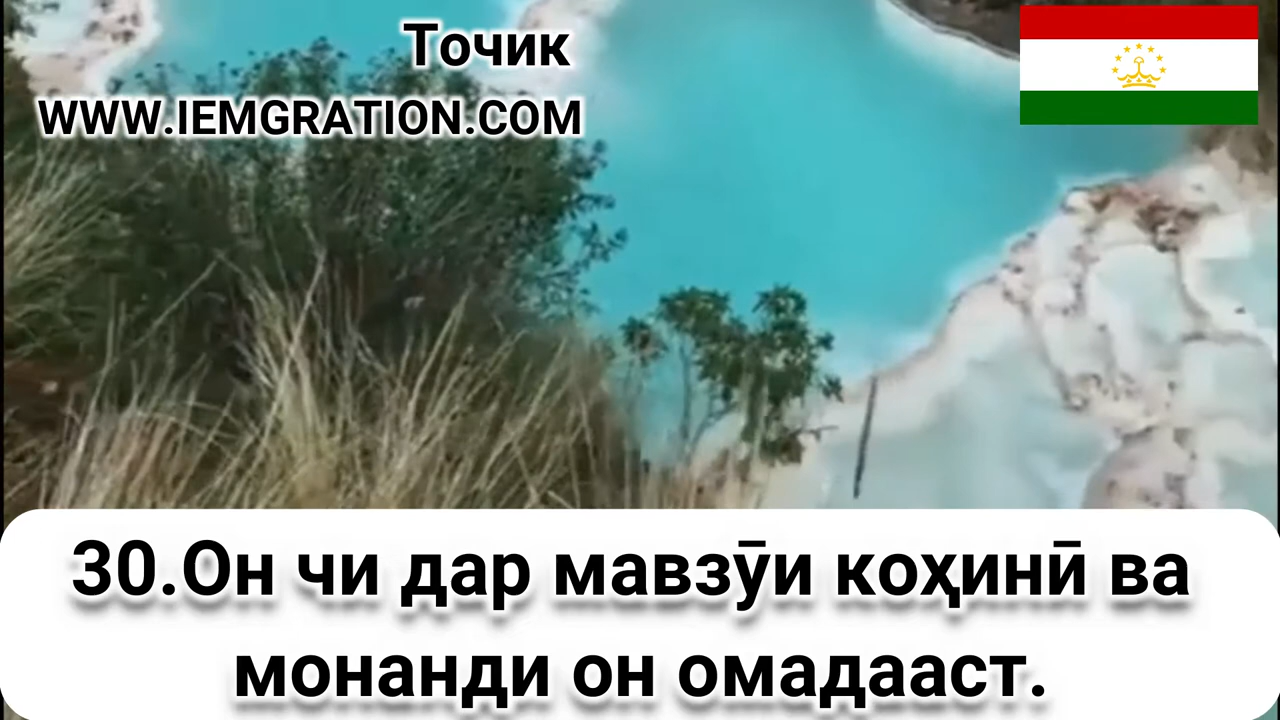 Точик
WWW.IEMGRATION.COM
30.Он чи дар мавзӯи коҳинӣ ва
монанди он омадааст.